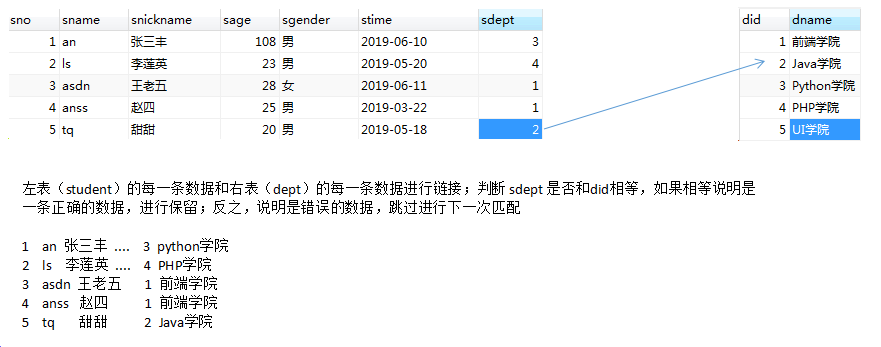 sno sname snickname sage sgender stime sdept did dname
1 an 张三丰 108 男 2019-06-10 3 1 前端学院
2 ls 李莲英 23 男 2019-05-20 4 2 Java学院
3 asdn 王老五 28 女 2019-06-11 1 3 Python学院
4 anss 赵四 25 男 2019-03-22 1 4 PHP学院
5 tq 甜甜 20 男 2019-05-18 2 5 UI学院
左表（student）的每一条数据和右表（dept）的每一条数据进行链接；判断 sdept 是否和did相等，如果相等说明是
一条正确的数据，进行保留；反之，说明是错误的数据，跳过进行下一次匹配
1 an 张三丰 .... 3 python学院
2 ls 李莲英 .... 4 PHP学院
3 asdn 王老五 1 前端学院
4 anss 赵四 1 前端学院
5 tq 甜甜 2 Java学院